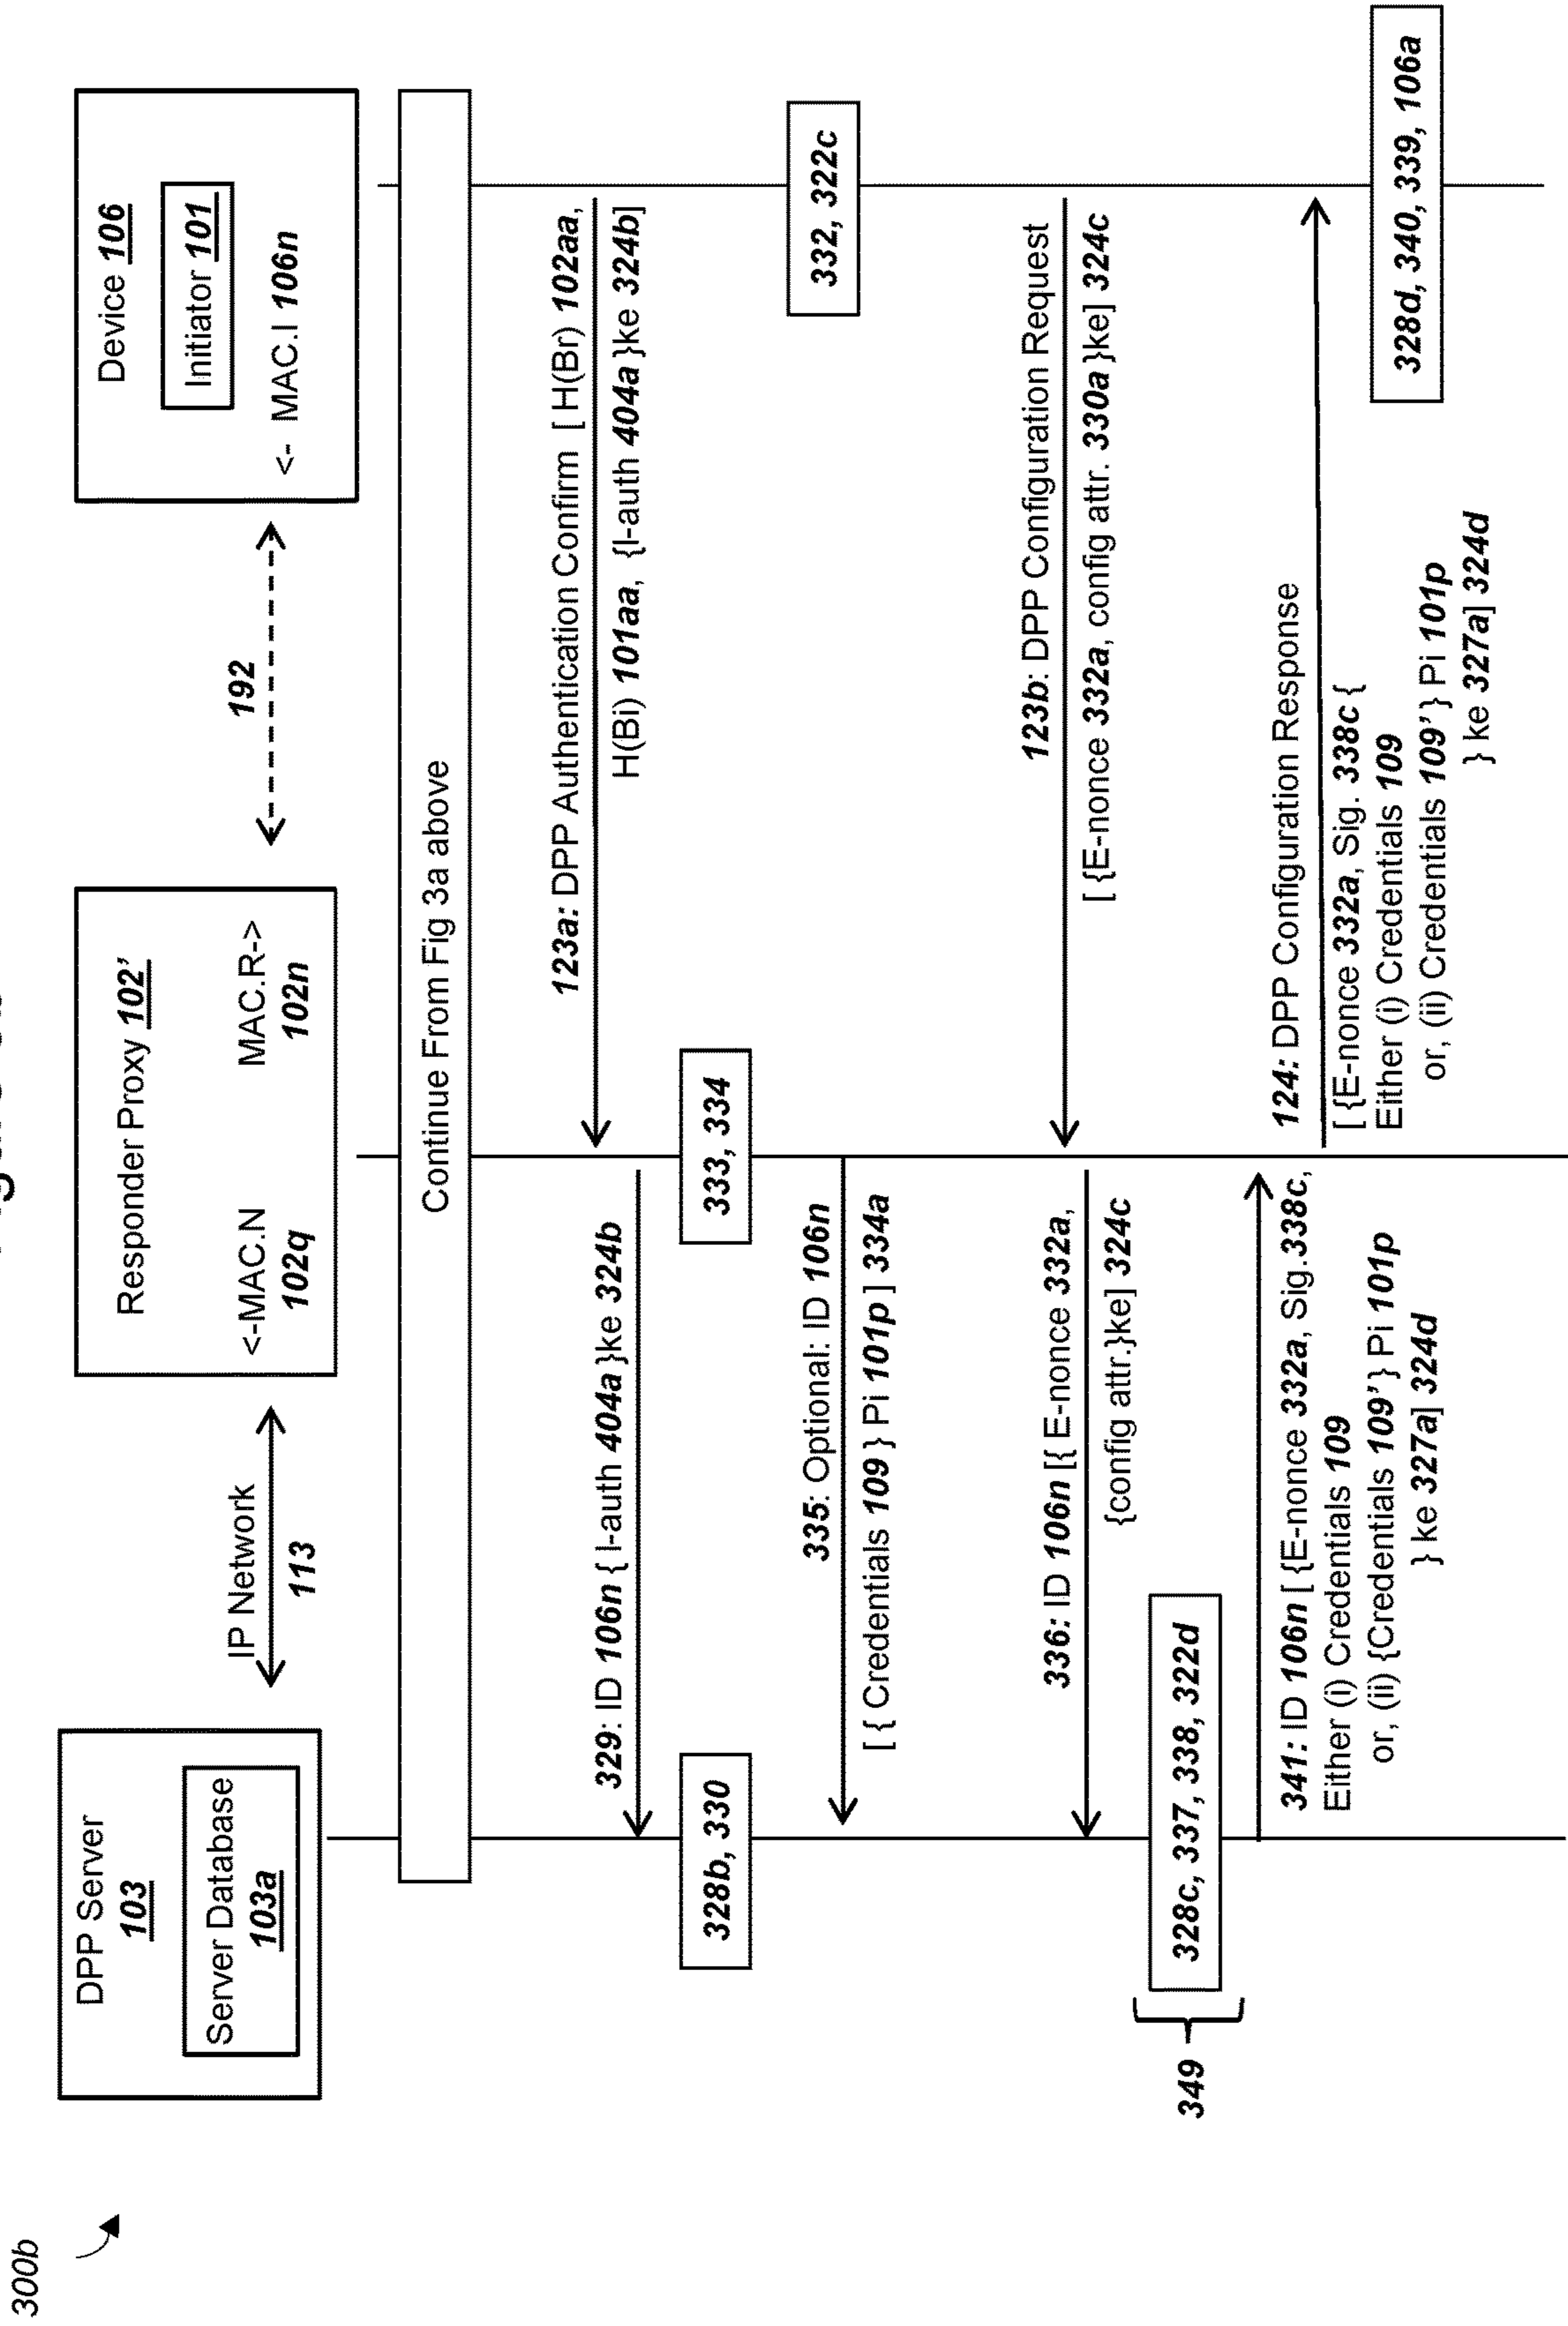 300b
DPP Server
103
Server Database
103a
IP Network
113
Responder Proxy 102'
<-MAC.N
102q
MAC.R->
102n
192
Device 106
Initiator 101
<- MAC.I 106n
Continue From Fig 3a above
123a: DPP Authentication Confirm [ H(Br) 102aa,
H(Bi) 101aa, {I-auth 404a }ke 324b]
329: ID 106n { I-auth 404a }ke 324b
328b, 330
333, 334
332, 322c
335: Optional: ID 106n
[ { Credentials 109 } Pi 101p ] 334a
123b: DPP Configuration Request
[ {E-nonce 332a, config attr. 330a }ke] 324c
336: ID 106n [{ E-nonce 332a,
{config attr.}ke] 324c
349
328c, 337, 338, 322d
341: ID 106n [ {E-nonce 332a, Sig.338c,
Either (i) Credentials 109
or, (ii) {Credentials 109'} Pi 101p
} ke 327a] 324d
124: DPP Configuration Response
[ {E-nonce 332a, Sig. 338c {
Either (i) Credentials 109
or, (ii) Credentials 109'} Pi 101p
} ke 327a] 324d
328d, 340, 339, 106a